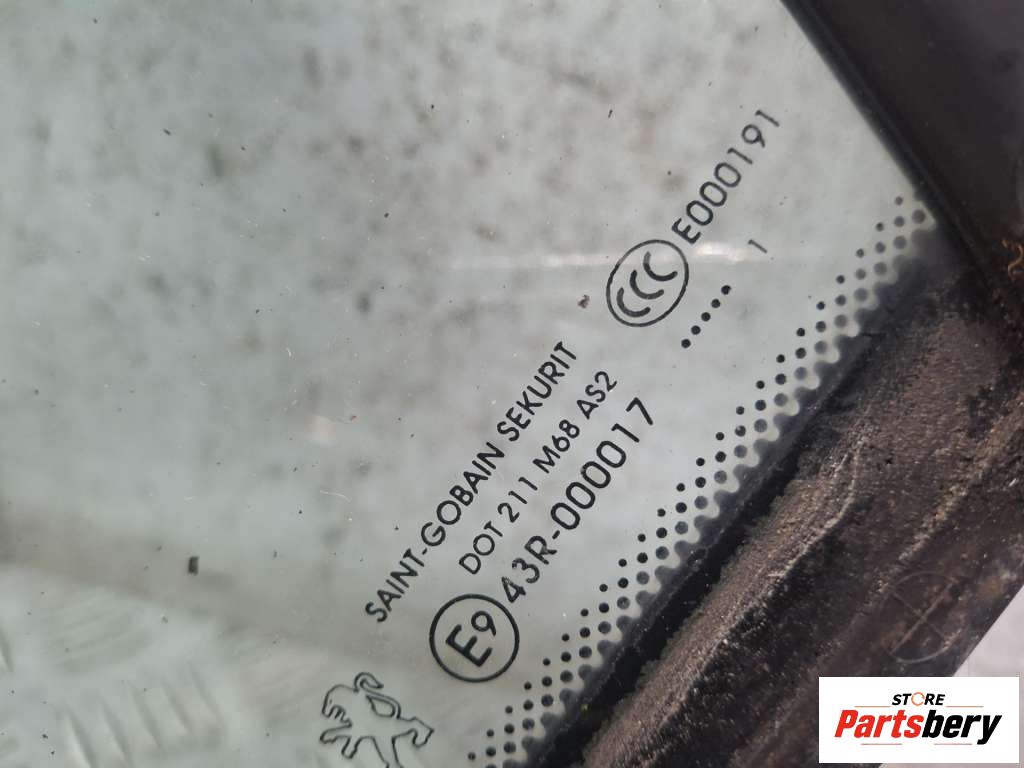 SAINT-GOBAIN SEKURIT
DOT 211 M68 AS2
E9 43R-000017
CCC E000191
1
STORE
Partsbery